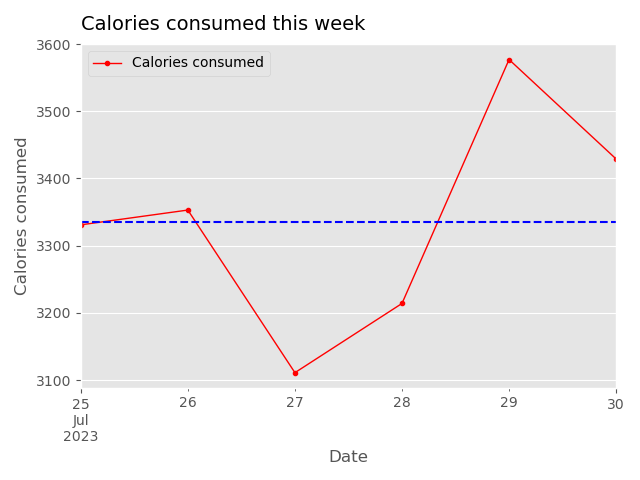 Calories consumed this week
Calories consumed
3600
3500
3400
3300
3200
3100
Calories consumed
25
Jul
2023
26
27
28
29
30
Date